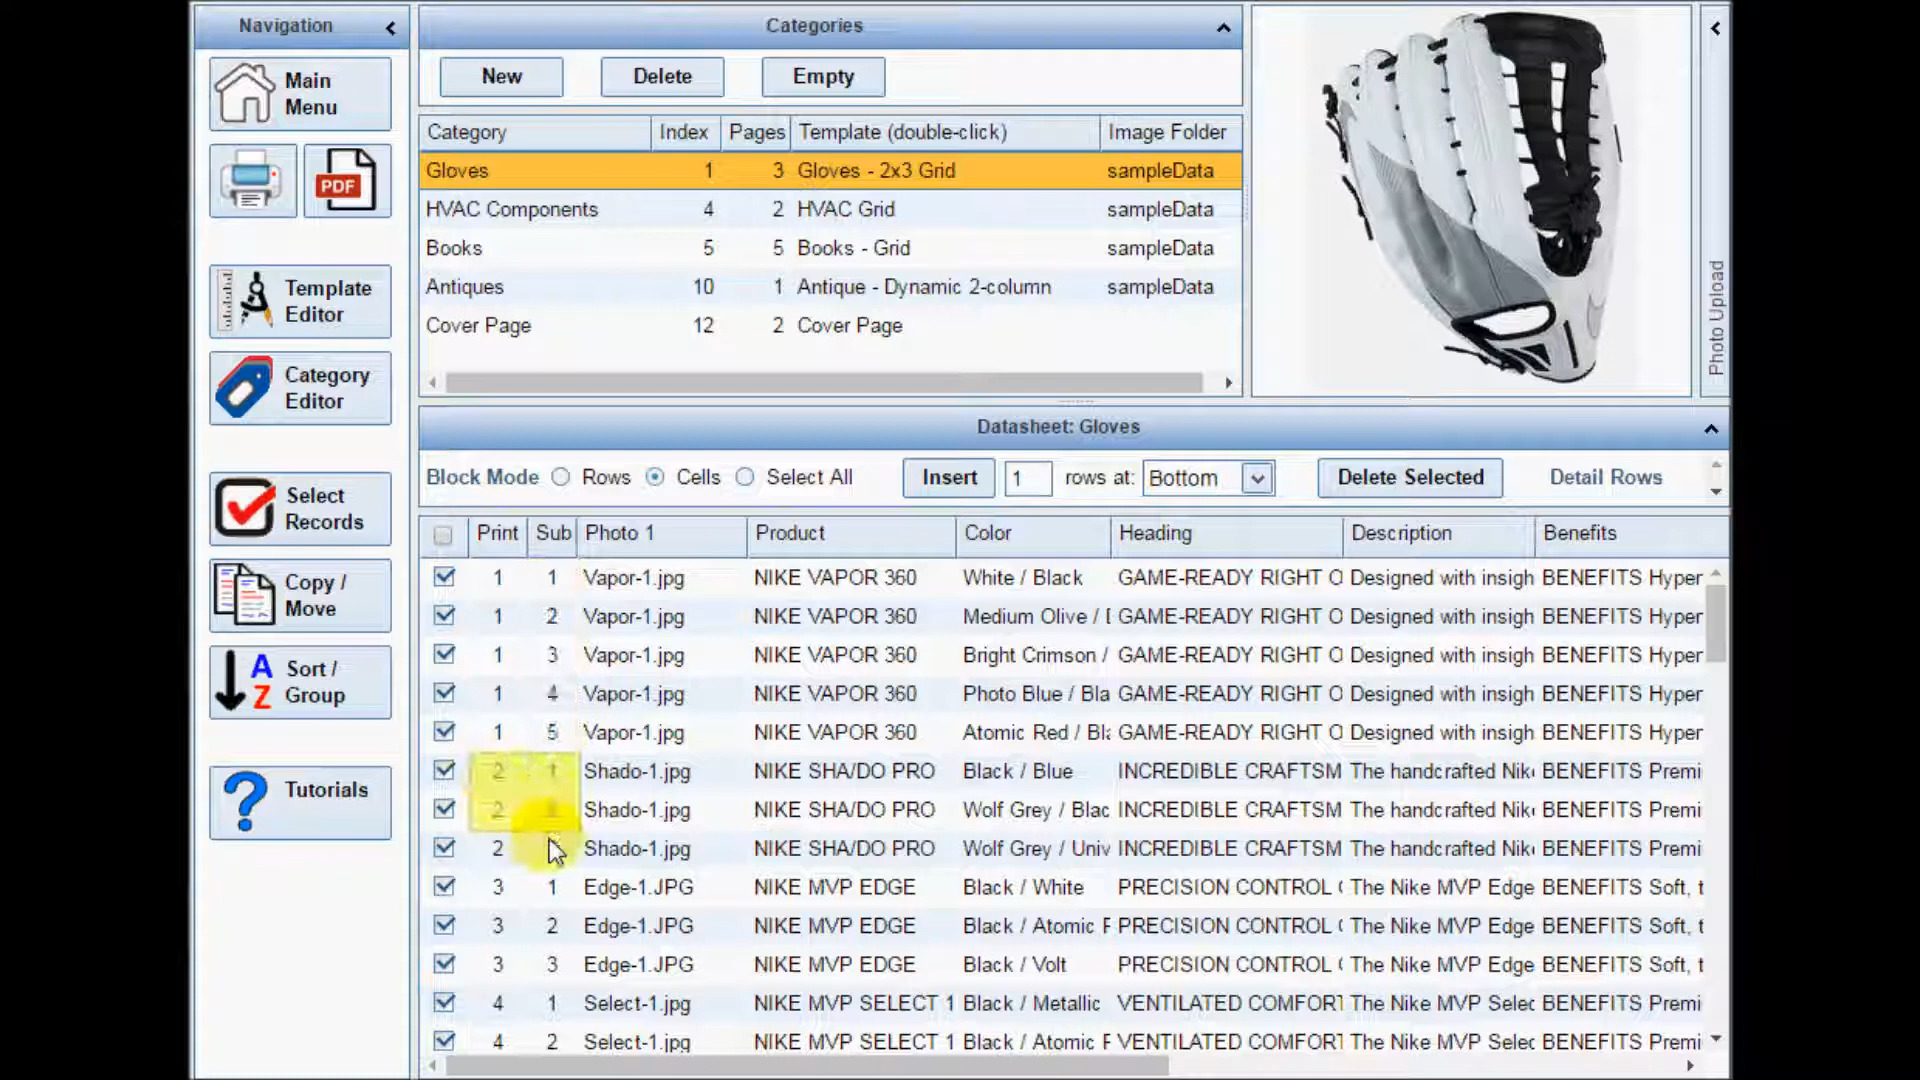 Navigation
Main
Menu
PDF
Template
Editor
Category
Editor
Select
Records
Copy /
Move
A
Z
Sort /
Group
?
Tutorials
Categories
New Delete Empty
Category Index Pages Template (double-click) Image Folder
Gloves 1 3 Gloves - 2x3 Grid sampleData
HVAC Components 4 2 HVAC Grid sampleData
Books 5 5 Books - Grid sampleData
Antiques 10 1 Antique - Dynamic 2-column sampleData
Cover Page 12 2 Cover Page
Photo Upload
Datasheet: Gloves
Block Mode Rows Cells Select All Insert 1 rows at: Bottom Delete Selected Detail Rows
Print Sub Photo 1 Product Color Heading Description Benefits
1 1 Vapor-1.jpg NIKE VAPOR 360 White / Black GAME-READY RIGHT O Designed with insigh BENEFITS Hyper
1 2 Vapor-1.jpg NIKE VAPOR 360 Medium Olive / GAME-READY RIGHT O Designed with insigh BENEFITS Hyper
1 3 Vapor-1.jpg NIKE VAPOR 360 Bright Crimson / GAME-READY RIGHT O Designed with insigh BENEFITS Hyper
1 4 Vapor-1.jpg NIKE VAPOR 360 Photo Blue / Bla GAME-READY RIGHT O Designed with insigh BENEFITS Hyper
1 5 Vapor-1.jpg NIKE VAPOR 360 Atomic Red / Bla GAME-READY RIGHT O Designed with insigh BENEFITS Hyper
2 1 Shado-1.jpg NIKE SHA/DO PRO Black / Blue INCREDIBLE CRAFTSM The handcrafted Nik BENEFITS Premi
2 Shado-1.jpg NIKE SHA/DO PRO Wolf Grey / Blac INCREDIBLE CRAFTSM The handcrafted Nik BENEFITS Premi
2 Shado-1.jpg NIKE SHA/DO PRO Wolf Grey / Univ INCREDIBLE CRAFTSM The handcrafted Nik BENEFITS Premi
3 1 Edge-1.JPG NIKE MVP EDGE Black / White PRECISION CONTROL The Nike MVP Edge BENEFITS Soft, t
3 2 Edge-1.JPG NIKE MVP EDGE Black / Atomic F PRECISION CONTROL The Nike MVP Edge BENEFITS Soft, t
3 3 Edge-1.JPG NIKE MVP EDGE Black / Volt PRECISION CONTROL The Nike MVP Edge BENEFITS Soft, t
4 1 Select-1.jpg NIKE MVP SELECT 1 Black / Metallic VENTILATED COMFORT The Nike MVP Selec BENEFITS Premi
4 2 Select-1.jpg NIKE MVP SELECT 1 Black / Atomic F VENTILATED COMFORT The Nike MVP Selec BENEFITS Premi